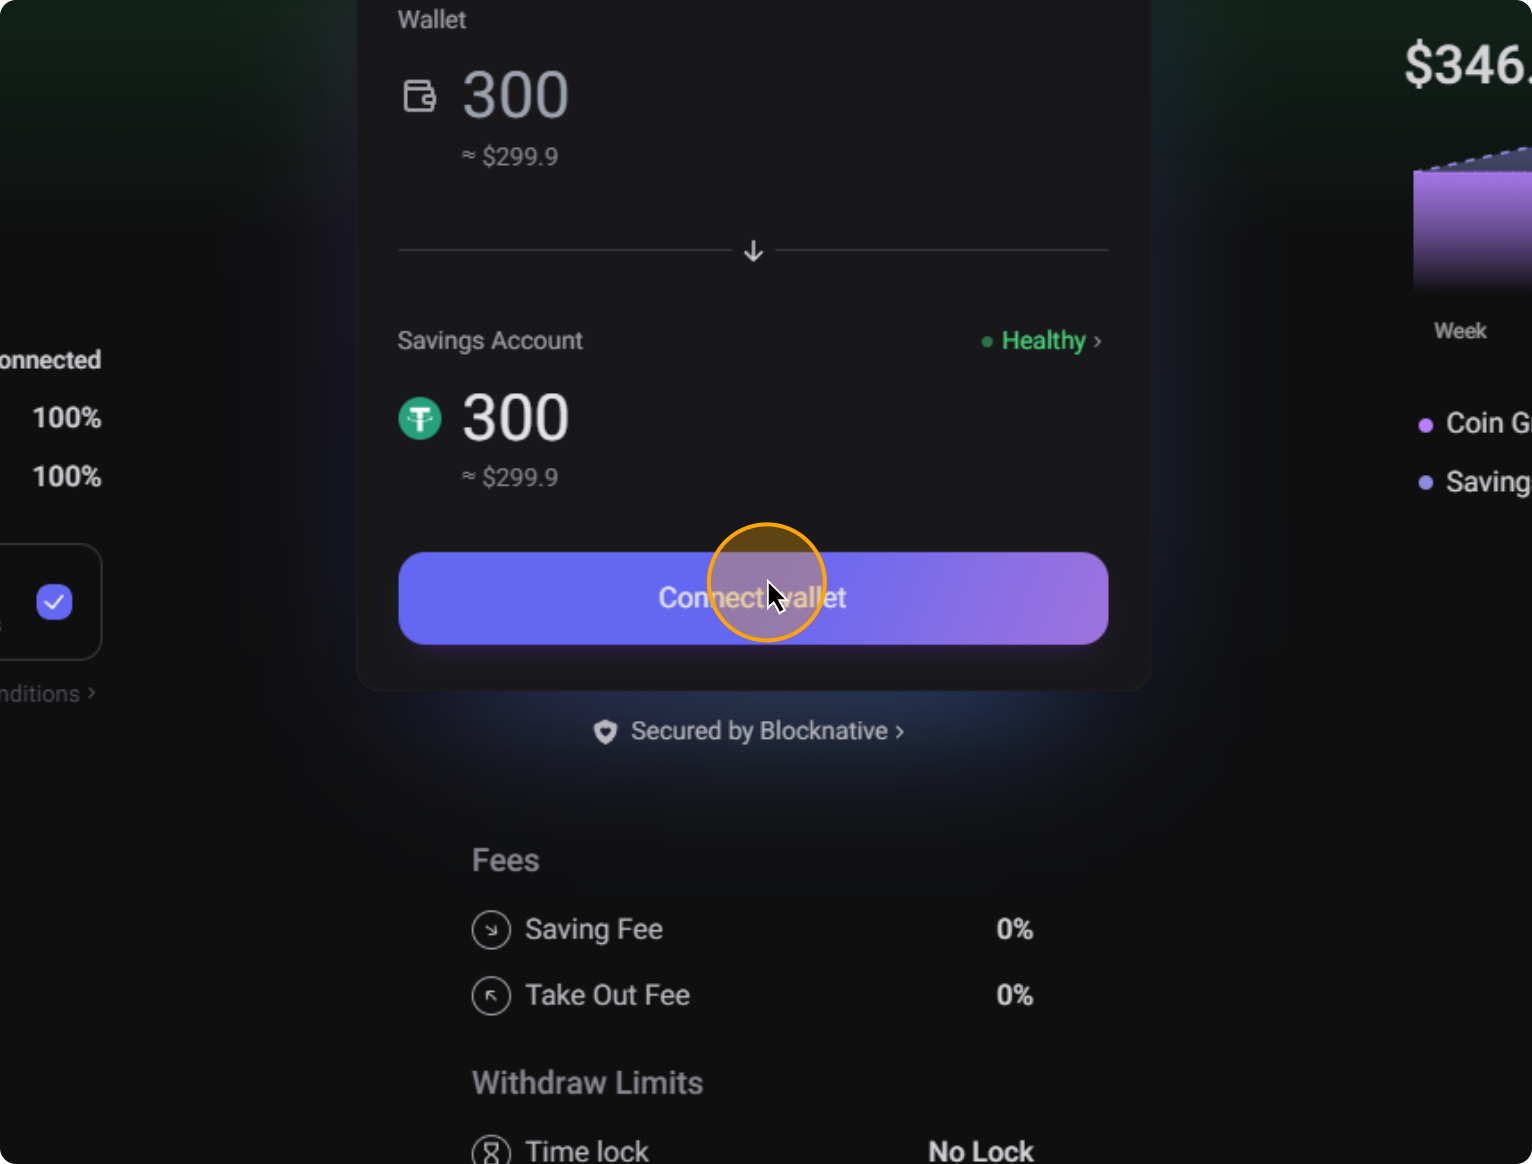 Wallet
300
≈ $299.9
Savings Account
Healthy ›
300
≈ $299.9
Connect wallet
Secured by Blocknative ›
Fees
Saving Fee 0%
Take Out Fee 0%
Withdraw Limits
Time lock No Lock
onnected
100%
100%
nditions ›
$346.
Week
Coin G
Saving